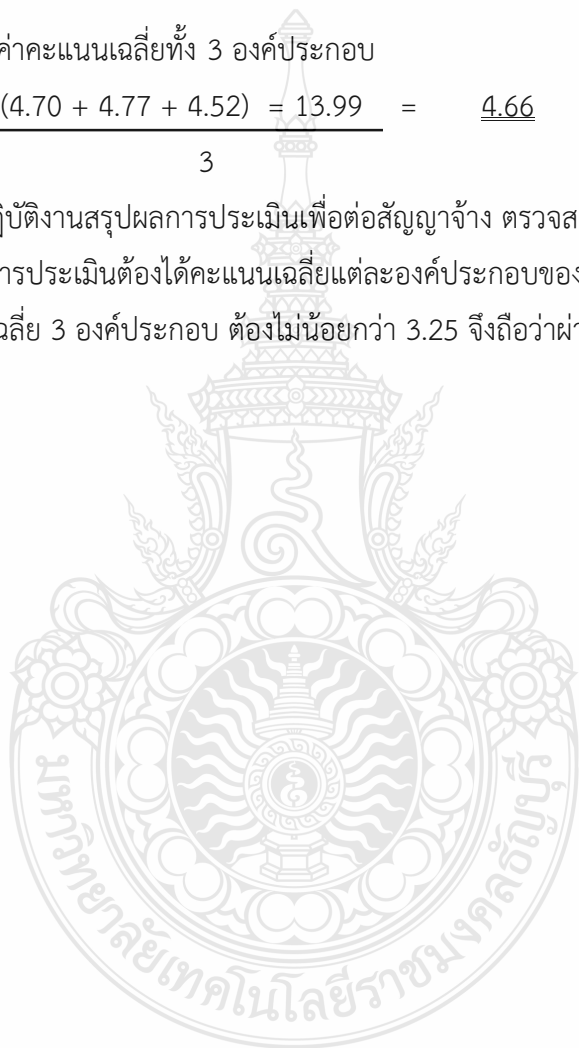 ค่าคะแนนเฉลี่ยทั้ง 3 องค์ประกอบ
(4.70 + 4.77 + 4.52) = 13.99 = 4.66
3
บัติงานสรุปผลการประเมินเพื่อต่อสัญญาจ้าง
การประเมินต้องได้คะแนนเฉลี่ยแต่ละองค์ประกอบของ
ฉลี่ย 3 องค์ประกอบ ต้องไม่น้อยกว่า 3.25 จึงถือว่าผ่
มหาวิทยาลัยเทคโนโลยีราชมงคลธัญบุรี